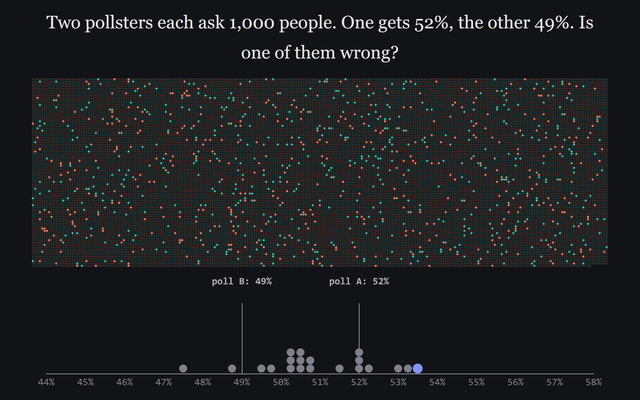 Two pollsters each ask 1,000 people. One gets 52%, the other 49%. Is
one of them wrong?
poll B: 49% poll A: 52%
44% 45% 46% 47% 48% 49% 50% 51% 52% 53% 54% 55% 56% 57% 58%